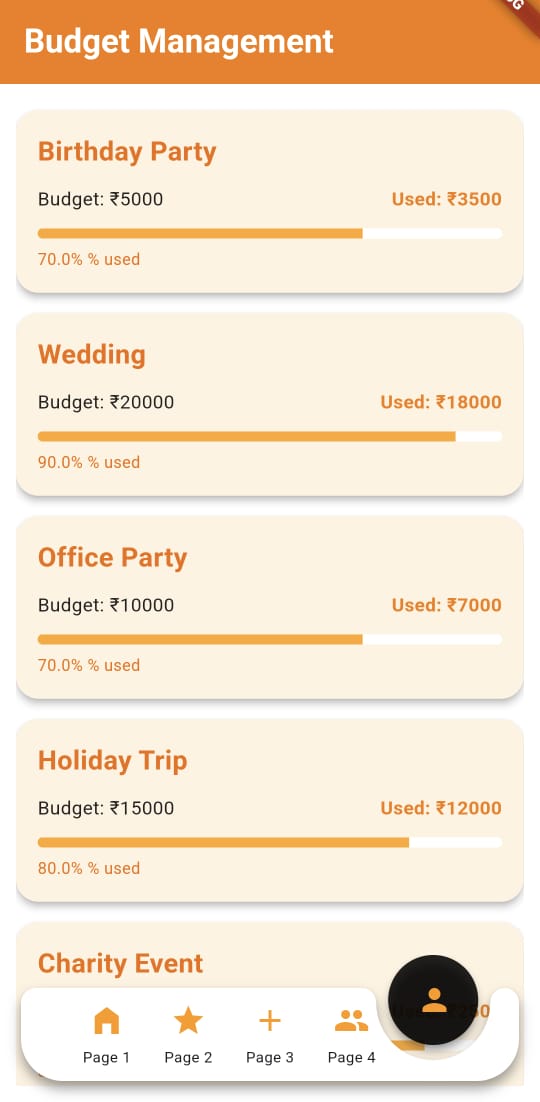 Budget Management
Birthday Party
Budget: ₹5000
Used: ₹3500
70.0% % used
Wedding
Budget: ₹20000
Used: ₹18000
90.0% % used
Office Party
Budget: ₹10000
Used: ₹7000
70.0% % used
Holiday Trip
Budget: ₹15000
Used: ₹12000
80.0% % used
Charity Event
Page 1
Page 2
Page 3
Page 4